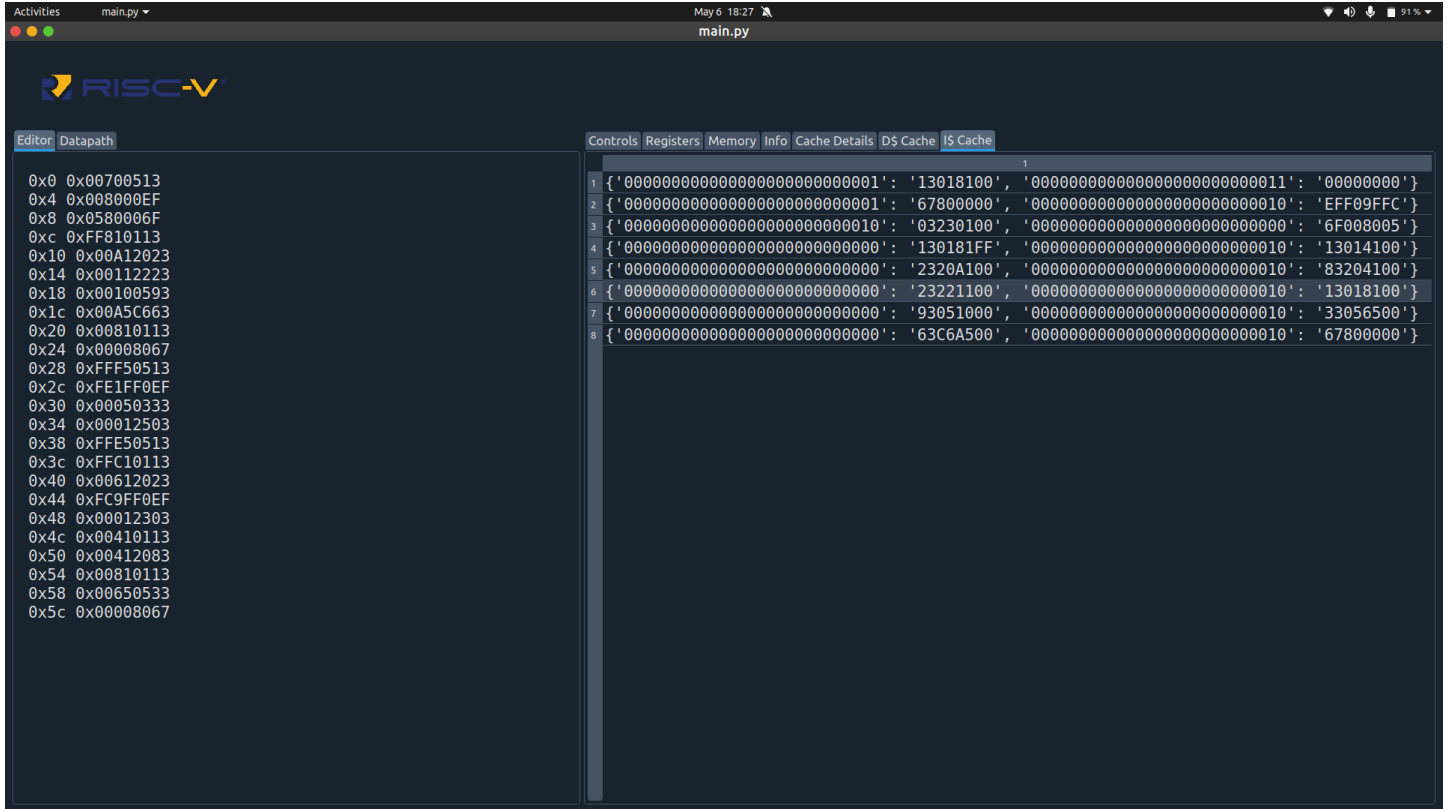 Activities main.py May 6 18:27 91 %
main.py
RISC-V
Editor Datapath
Controls Registers Memory Info Cache Details D$ Cache I$ Cache
0x0 0x00700513
0x4 0x008000EF
0x8 0x0580006F
0xc 0xFF810113
0x10 0x00A12023
0x14 0x00112223
0x18 0x00100593
0x1c 0x00A5C663
0x20 0x00810113
0x24 0x00008067
0x28 0xFFF50513
0x2c 0xFE1FF0EF
0x30 0x00050333
0x34 0x00012503
0x38 0xFFE50513
0x3c 0xFFC10113
0x40 0x00612023
0x44 0xFC9FF0EF
0x48 0x00012303
0x4c 0x00410113
0x50 0x00412083
0x54 0x00810113
0x58 0x00650533
0x5c 0x00008067
1
1 {'000000000000000000000000001': '13018100', '000000000000000000000000011': '00000000'}
2 {'000000000000000000000000001': '67800000', '000000000000000000000000010': 'EFF09FFC'}
3 {'000000000000000000000000010': '03230100', '000000000000000000000000000': '6F008005'}
4 {'000000000000000000000000000': '130181FF', '000000000000000000000000010': '13014100'}
5 {'000000000000000000000000000': '2320A100', '000000000000000000000000010': '83204100'}
6 {'000000000000000000000000000': '23221100', '000000000000000000000000010': '13018100'}
7 {'000000000000000000000000000': '93051000', '000000000000000000000000010': '33056500'}
8 {'000000000000000000000000000': '63C6A500', '000000000000000000000000010': '67800000'}